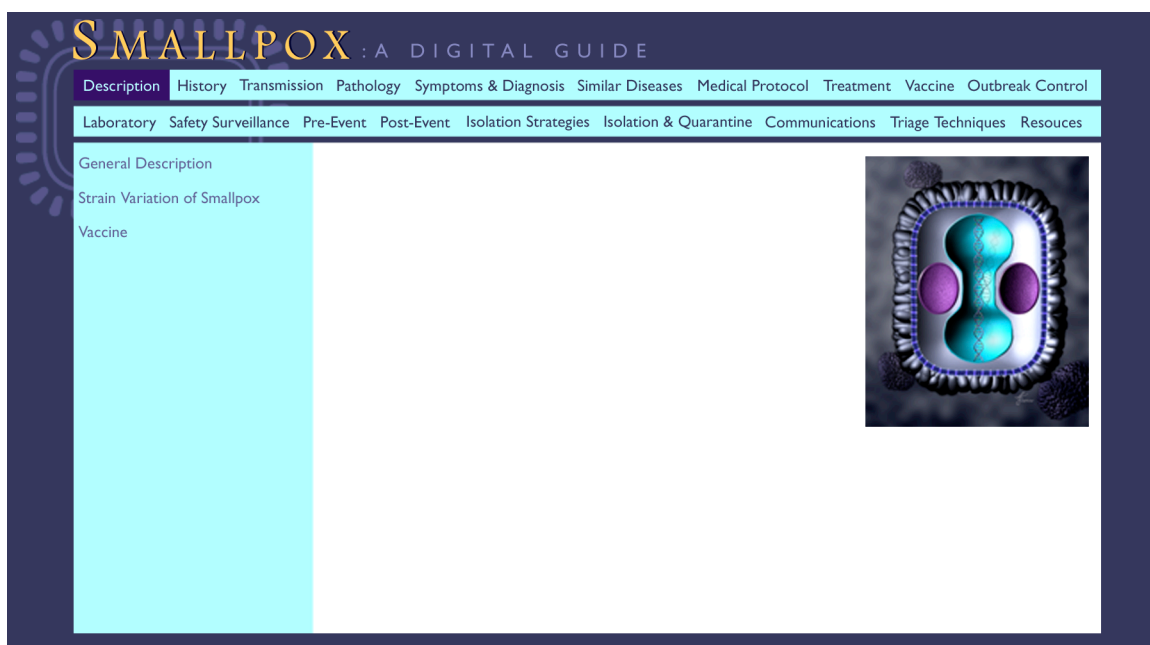 SMALLPOX : A DIGITAL GUIDE
Description History Transmission Pathology Symptoms & Diagnosis Similar Diseases Medical Protocol Treatment Vaccine Outbreak Control
Laboratory Safety Surveillance Pre-Event Post-Event Isolation Strategies Isolation & Quarantine Communications Triage Techniques Resouces
General Description
Strain Variation of Smallpox
Vaccine